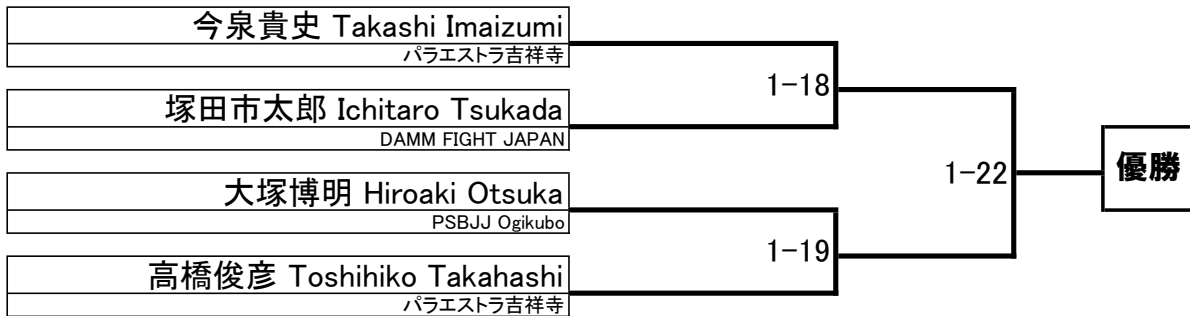 今泉貴史 Takashi Imaizumi
パラエストラ吉祥寺
1-18
塚田市太郎 Ichitaro Tsukada
DAMM FIGHT JAPAN
1-22
優勝
大塚博明 Hiroaki Otsuka
PSBJJ Ogikubo
1-19
高橋俊彦 Toshihiko Takahashi
パラエストラ吉祥寺